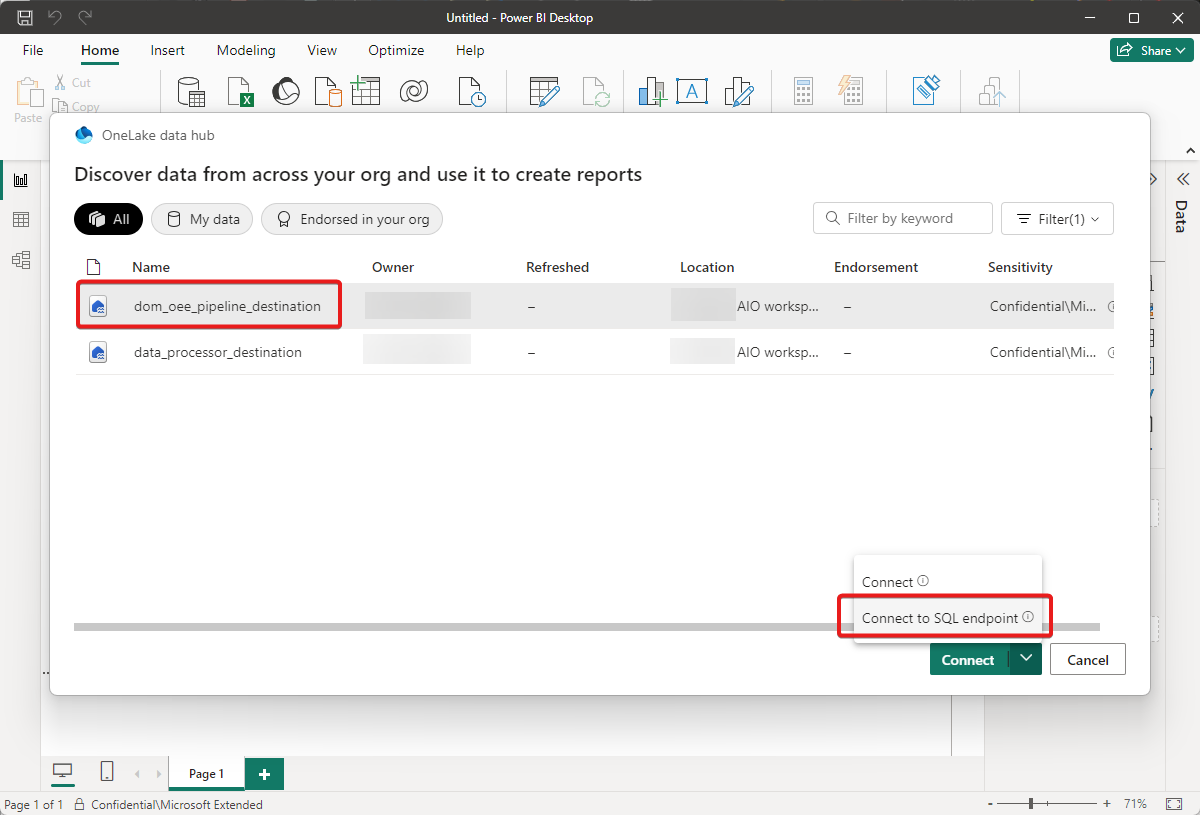 Untitled - Power BI Desktop
File Home Insert Modeling View Optimize Help Share
Cut
Copy
Paste
OneLake data hub
Discover data from across your org and use it to create reports
All My data Endorsed in your org Filter by keyword Filter(1)
Data
Name Owner Refreshed Location Endorsement Sensitivity
dom_oee_pipeline_destination – AIO worksp... – Confidential\Mi...
data_processor_destination – AIO worksp... – Confidential\Mi...
Connect
Connect to SQL endpoint
Connect Cancel
Page 1
Page 1 of 1 Confidential\Microsoft Extended - + 71%